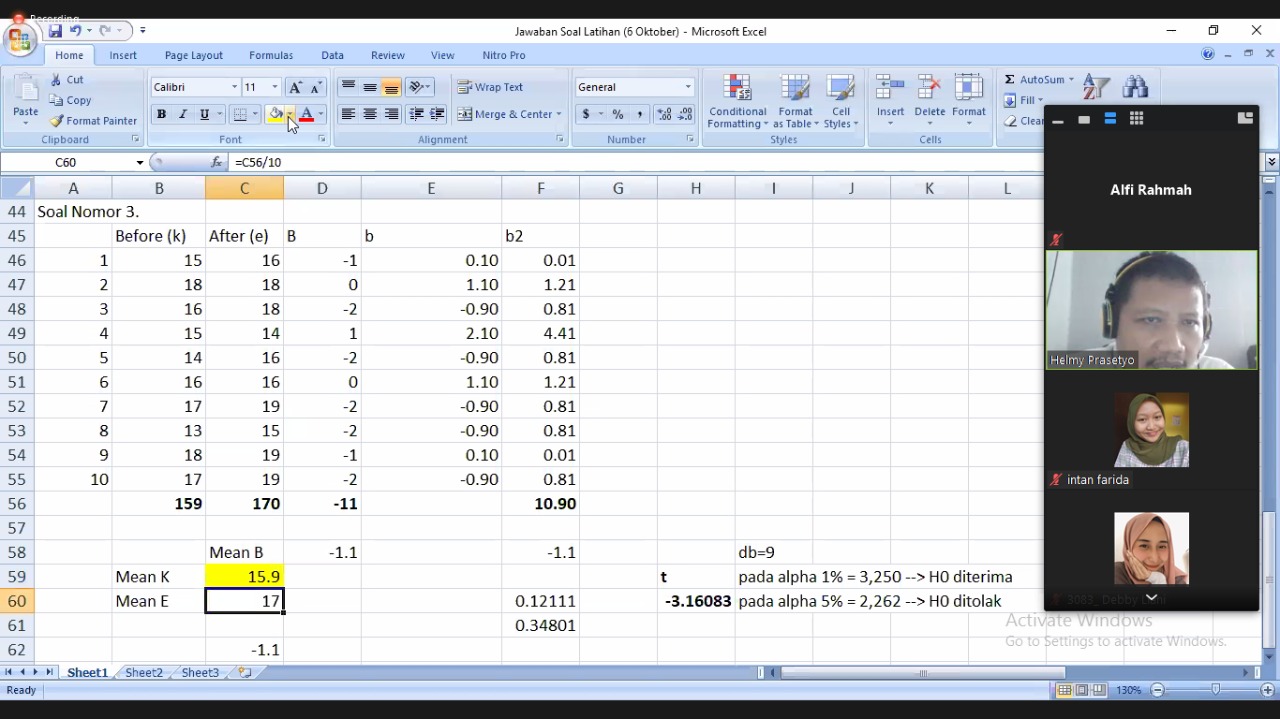 Recording
Jawaban Soal Latihan (6 Oktober) - Microsoft Excel
Home Insert Page Layout Formulas Data Review View Nitro Pro
Paste Cut Copy Format Painter Clipboard
Calibri 11 B I U A Font
Wrap Text Merge & Center Alignment
General $ % , Number
Conditional Formatting Format as Table Cell Styles Styles
Insert Delete Format Cells
Σ AutoSum Fill Clea
C60 fx =C56/10
A B C D E F G H I J K L
44 Soal Nomor 3.
45 Before (k) After (e) B b b2
46 1 15 16 -1 0.10 0.01
47 2 18 18 0 1.10 1.21
48 3 16 18 -2 -0.90 0.81
49 4 15 14 1 2.10 4.41
50 5 14 16 -2 -0.90 0.81
51 6 16 16 0 1.10 1.21
52 7 17 19 -2 -0.90 0.81
53 8 13 15 -2 -0.90 0.81
54 9 18 19 -1 0.10 0.01
55 10 17 19 -2 -0.90 0.81
56 159 170 -11 10.90
57
58 Mean B -1.1 -1.1 db=9
59 Mean K 15.9 t pada alpha 1% = 3,250 --> H0 diterima
60 Mean E 17 0.12111 -3.16083 pada alpha 5% = 2,262 --> H0 ditolak
61 0.34801
62 -1.1
Alfi Rahmah
Helmy Prasetyo
intan farida
3083_Debby
Activate Windows
Go to Settings to activate Windows.
Sheet1 Sheet2 Sheet3
Ready 130%